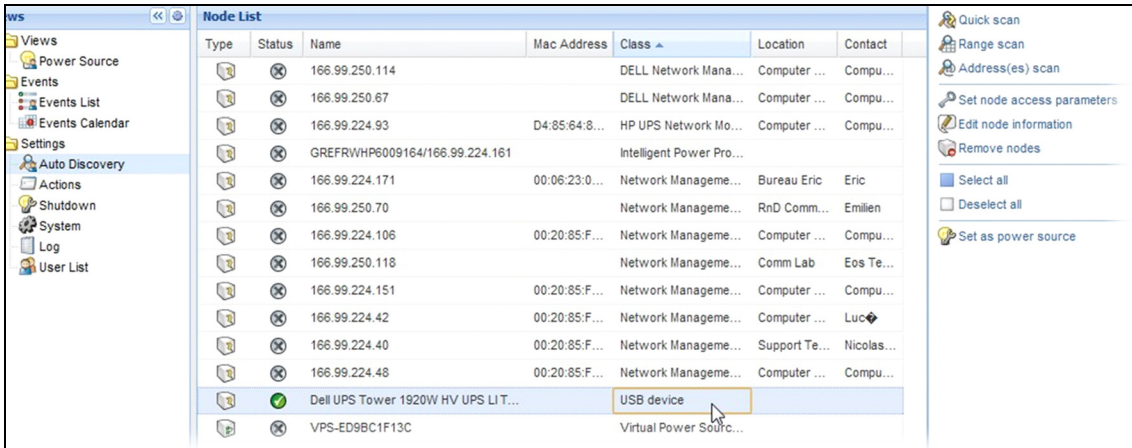 ws
Views
Power Source
Events
Events List
Events Calendar
Settings
Auto Discovery
Actions
Shutdown
System
Log
User List
Node List
Type Status Name Mac Address Class Location Contact
166.99.250.114 DELL Network Mana... Computer ... Compu...
166.99.250.67 DELL Network Mana... Computer ... Compu...
166.99.224.93 D4:85:64:8... HP UPS Network Mo... Computer ... Compu...
GREFRWHP6009164/166.99.224.161 Intelligent Power Pro...
166.99.224.171 00:06:23:0... Network Manageme... Bureau Eric Eric
166.99.250.70 Network Manageme... RnD Comm... Emilien
166.99.224.106 00:20:85:F... Network Manageme... Computer ... Compu...
166.99.250.118 Network Manageme... Comm Lab Eos Te...
166.99.224.151 00:20:85:F... Network Manageme... Computer ... Compu...
166.99.224.42 00:20:85:F... Network Manageme... Computer ... Luc�
166.99.224.40 00:20:85:F... Network Manageme... Support Te... Nicolas...
166.99.224.48 00:20:85:F... Network Manageme... Computer ... Compu...
Dell UPS Tower 1920W HV UPS LI T... USB device
VPS-ED9BC1F13C Virtual Power Sourc...
Quick scan
Range scan
Address(es) scan
Set node access parameters
Edit node information
Remove nodes
Select all
Deselect all
Set as power source